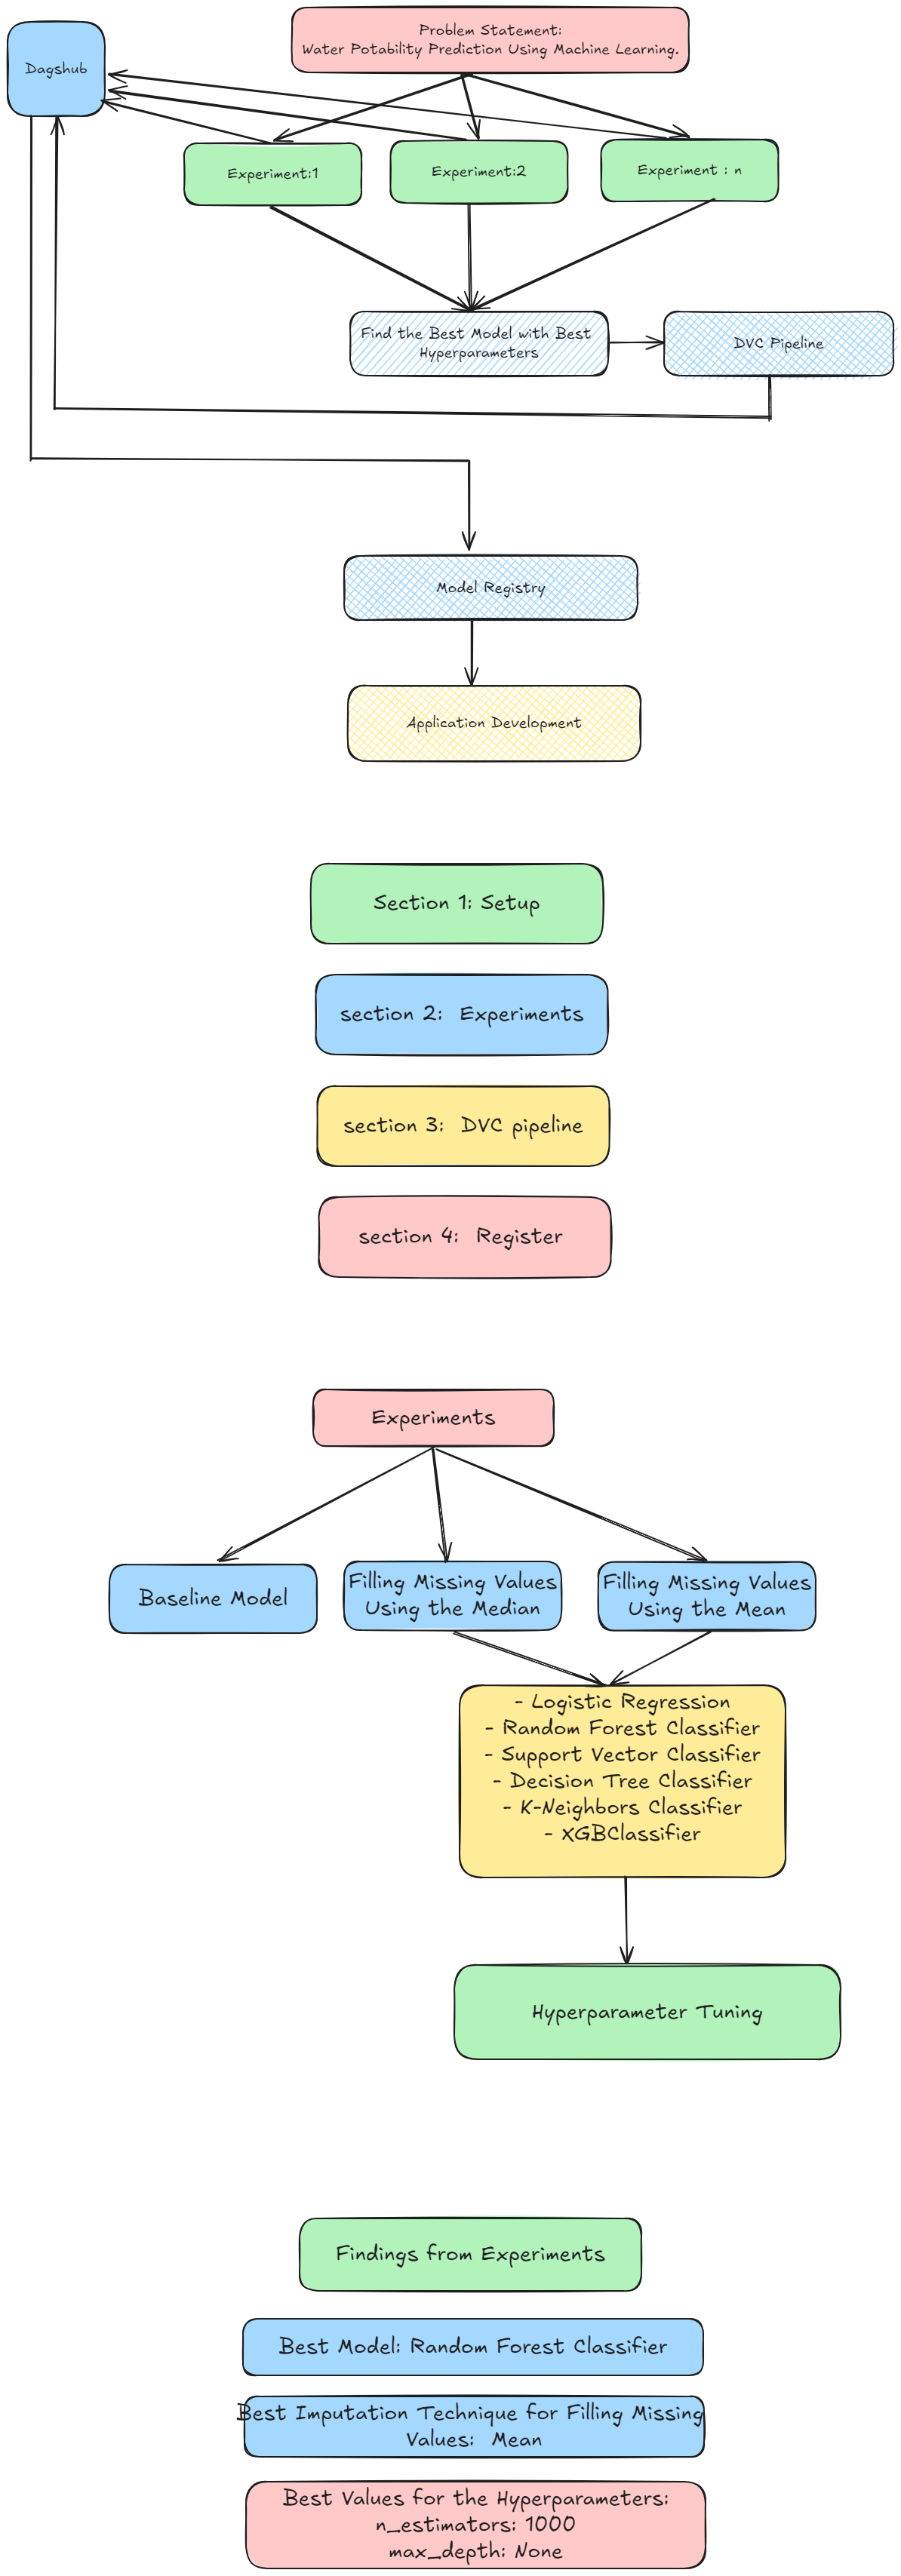 Problem Statement:
Water Potability Prediction Using Machine Learning.
Dagshub
Experiment:1
Experiment:2
Experiment : n
Find the Best Model with Best
Hyperparameters
DVC Pipeline
Model Registry
Application Development
Section 1: Setup
section 2:  Experiments
section 3:  DVC pipeline
section 4:  Register
Experiments
Baseline Model
Filling Missing Values
Using the Median
Filling Missing Values
Using the Mean
- Logistic Regression
- Random Forest Classifier
- Support Vector Classifier
- Decision Tree Classifier
- K-Neighbors Classifier
- XGBClassifier
Hyperparameter Tuning
Findings from Experiments
Best Model: Random Forest Classifier
Best Imputation Technique for Filling Missing
Values:  Mean
Best Values for the Hyperparameters:
n_estimators: 1000
max_depth: None